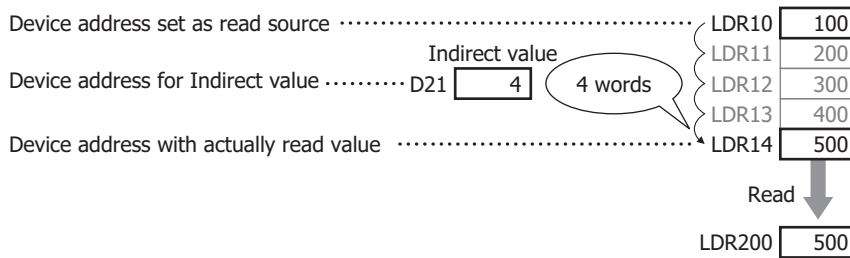 Device address set as read source LDR10 100
LDR11 200
Indirect value
Device address for Indirect value D21 4 4 words LDR12 300
LDR13 400
Device address with actually read value LDR14 500
Read
LDR200 500